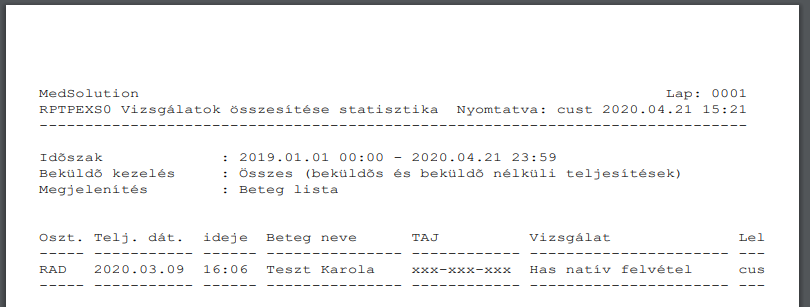 MedSolution Lap: 0001
RPTPEXS0 Vizsgálatok összesítése statisztika Nyomtatva: cust 2020.04.21 15:21
------------------------------------------------------------------------------
Idõszak : 2019.01.01 00:00 - 2020.04.21 23:59
Beküldõ kezelés : Összes (beküldõs és beküldõ nélküli teljesítések)
Megjelenítés : Beteg lista
Oszt. Telj. dát. ideje Beteg neve TAJ Vizsgálat Lel
----- ----------- ------ --------------- ------------ ---------------------- ---
RAD 2020.03.09 16:06 Teszt Karola xxx-xxx-xxx Has natív felvétel cus
----- ----------- ------ --------------- ------------ ---------------------- ---